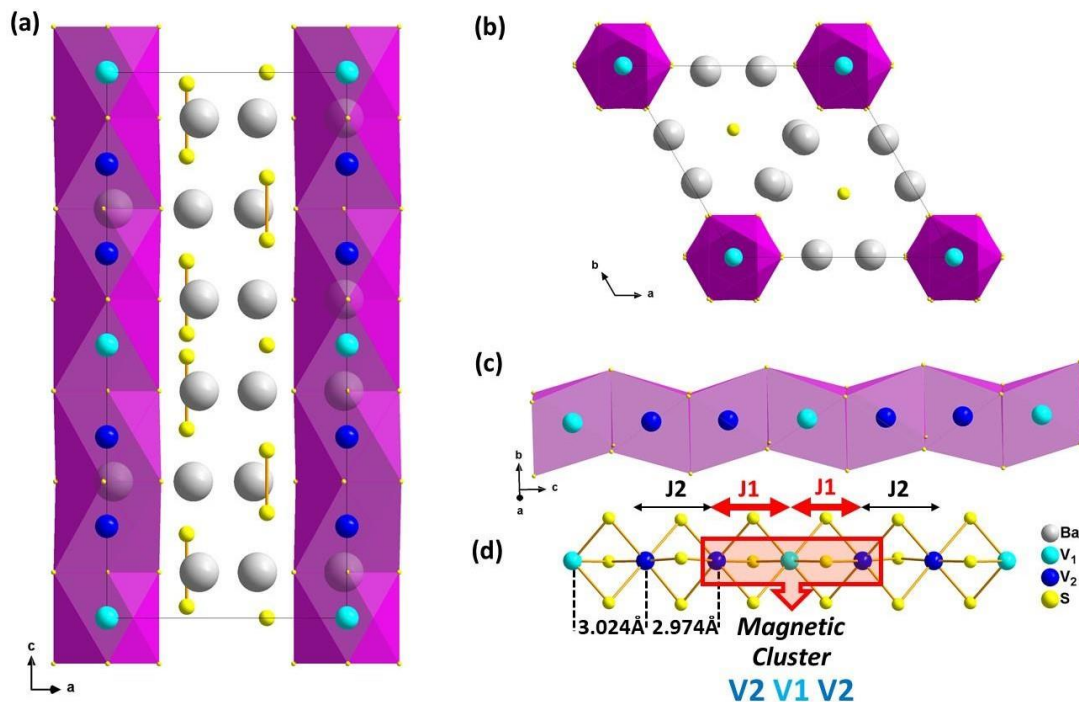 (a)
c
a
(b)
b
a
(c)
b
c
a
J2
J1
J1
J2
(d)
3.024Å
2.974Å
Magnetic
Cluster
V2 V1 V2
Ba
V₁
V₂
S